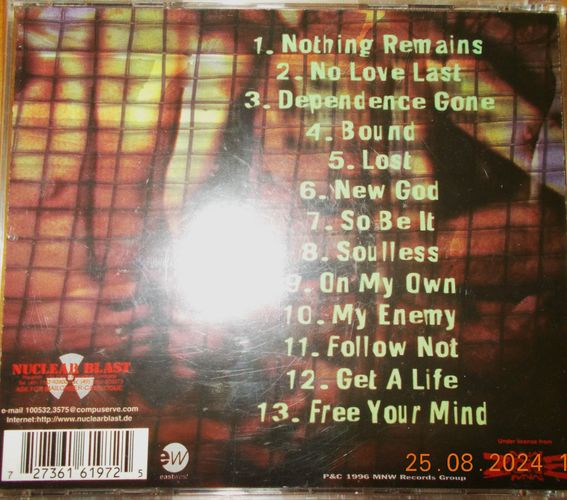 1. Nothing Remains
2. No Love Last
3. Dependence Gone
4. Bound
5. Lost
6. New God
7. So Be It
8. Soulless
9. On My Own
10. My Enemy
11. Follow Not
12. Get A Life
13. Free Your Mind
NUCLEAR BLAST
e-mail 100532,3575@compuserve.com
Internet:http://www.nuclearblast.de
7 27361 61972 5
ew
eastwest
P&C 1996 MNW Records Group
Under license from
25.08.2024 1